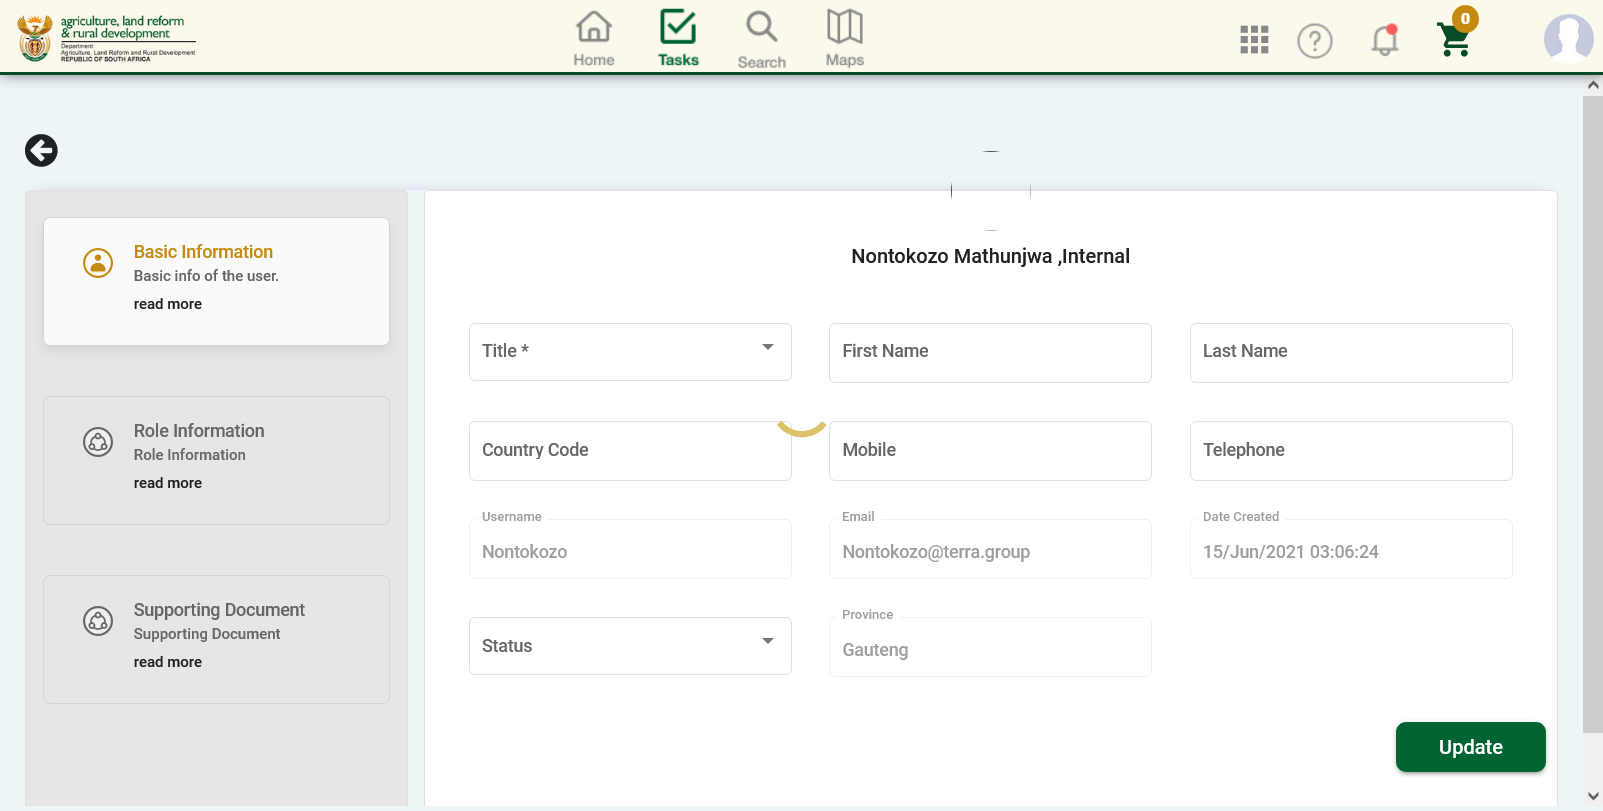 agriculture, land reform
& rural development
Department:
Agriculture, Land Reform and Rural Development
REPUBLIC OF SOUTH AFRICA
Home
Tasks
Search
Maps
?
0
Basic Information
Basic info of the user.
read more
Role Information
Role Information
read more
Supporting Document
Supporting Document
read more
Nontokozo Mathunjwa ,Internal
Title *
First Name
Last Name
Country Code
Mobile
Telephone
Username
Nontokozo
Email
Nontokozo@terra.group
Date Created
15/Jun/2021 03:06:24
Status
Province
Gauteng
Update